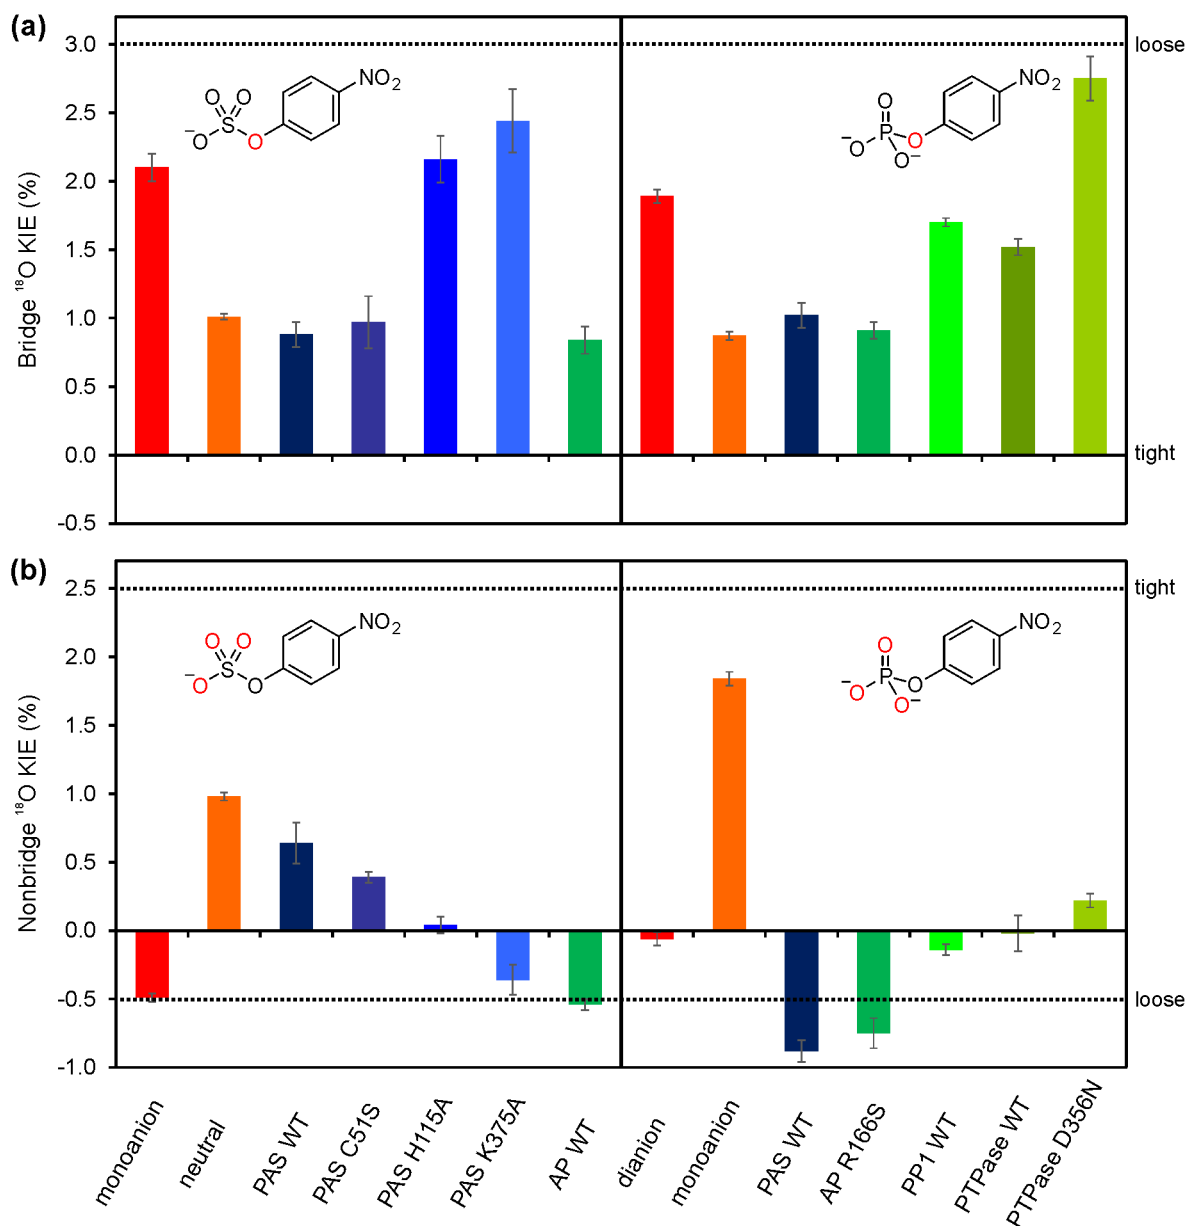 (a)
Bridge ¹⁸O KIE (%)
3.0
2.5
2.0
1.5
1.0
0.5
0.0
-0.5
O O
⁻O S O
NO₂
O
⁻O P O
O⁻
NO₂
loose
tight
(b)
Nonbridge ¹⁸O KIE (%)
2.5
2.0
1.5
1.0
0.5
0.0
-0.5
-1.0
O O
⁻O S O
NO₂
O
⁻O P O
O⁻
NO₂
tight
loose
monoanion
neutral
PAS WT
PAS C51S
PAS H115A
PAS K375A
AP WT
dianion
monoanion
PAS WT
AP R166S
PP1 WT
PTPase WT
PTPase D356N